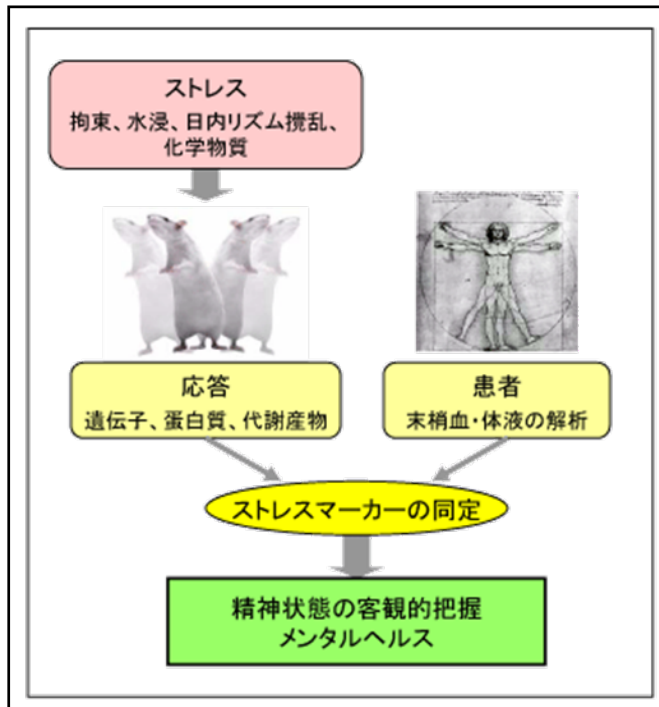 ストレス
拘束、水浸、日内リズム攪乱、
化学物質
応答
遺伝子、蛋白質、代謝産物
患者
末梢血・体液の解析
ストレスマーカーの同定
精神状態の客観的把握
メンタルヘルス